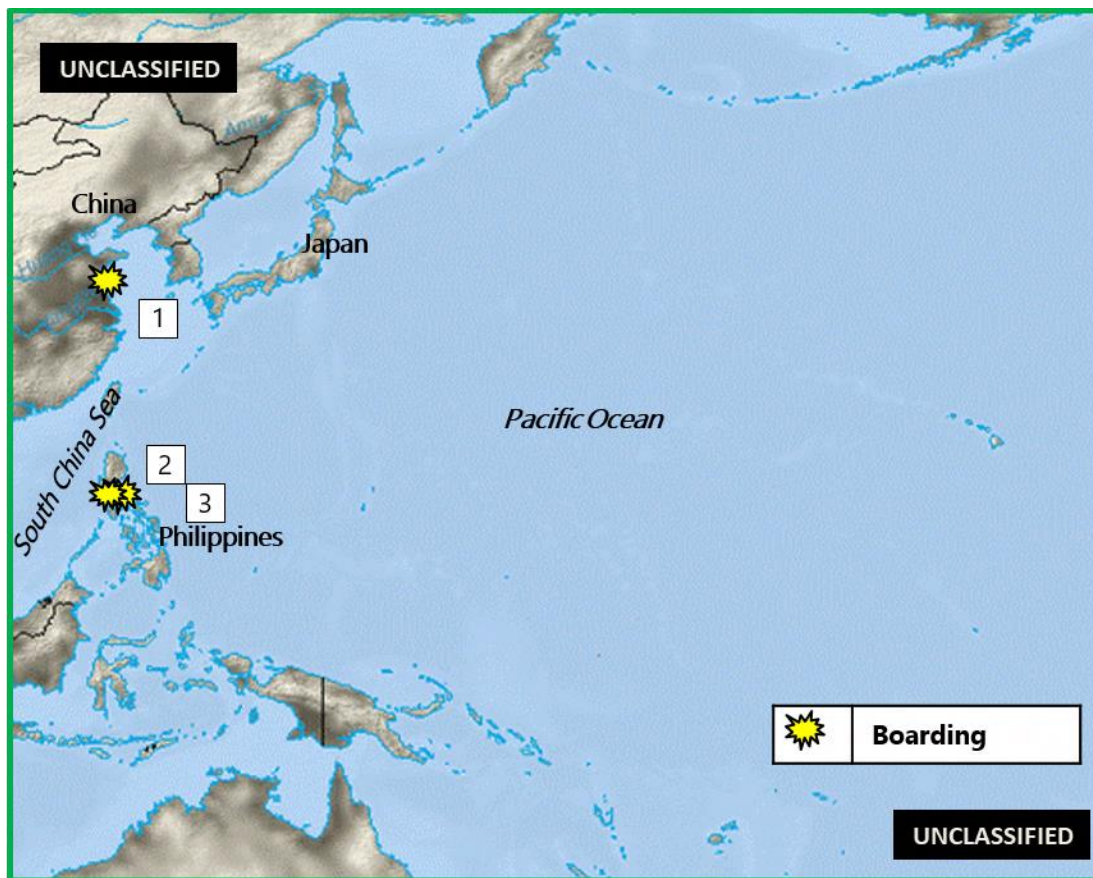 UNCLASSIFIED
China
Japan
1
Pacific Ocean
South China Sea
2
3
Philippines
Boarding
UNCLASSIFIED